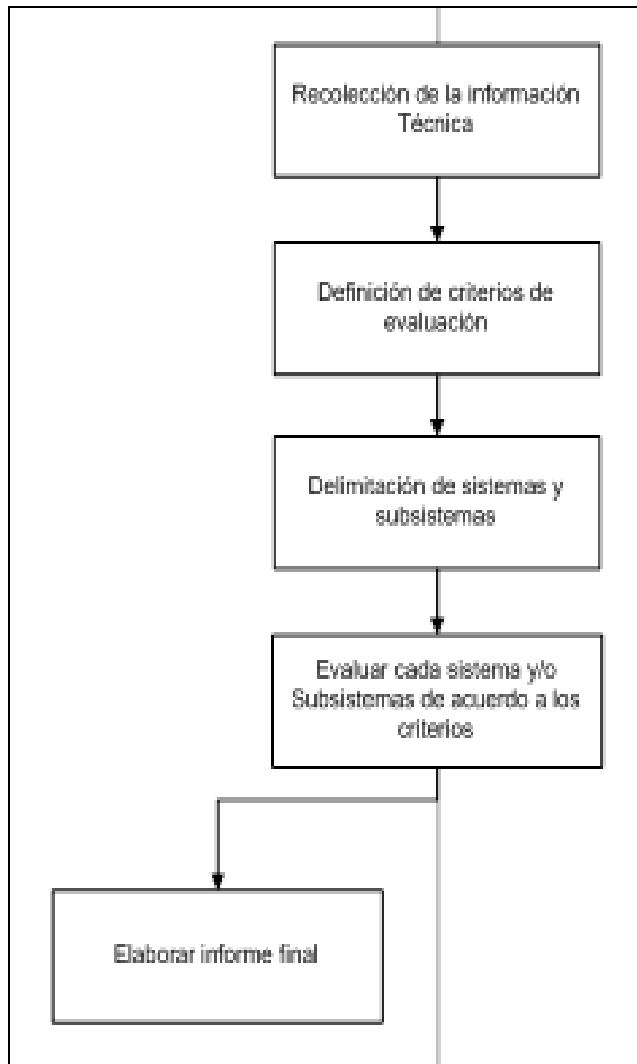 Recolección de la información
Técnica
Definición de criterios de
evaluación
Delimitación de sistemas y
subsistemas
Evaluar cada sistema y/o
Subsistemas de acuerdo a los
criterios
Elaborar informe final